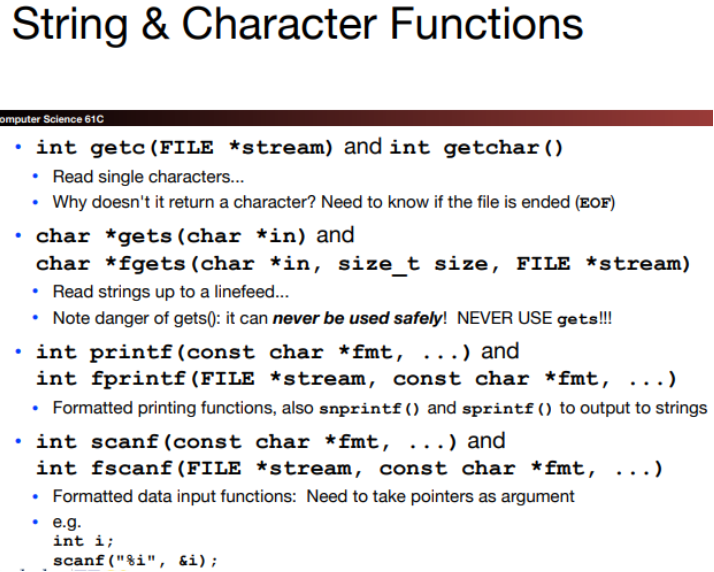 String & Character Functions
omputer Science 61C
• int getc(FILE *stream) and int getchar()
• Read single characters...
• Why doesn't it return a character? Need to know if the file is ended (EOF)
• char *gets(char *in) and
char *fgets(char *in, size_t size, FILE *stream)
• Read strings up to a linefeed...
• Note danger of gets(): it can never be used safely! NEVER USE gets!!!
• int printf(const char *fmt, ...) and
int fprintf(FILE *stream, const char *fmt, ...)
• Formatted printing functions, also snprintf() and sprintf() to output to strings
• int scanf(const char *fmt, ...) and
int fscanf(FILE *stream, const char *fmt, ...)
• Formatted data input functions: Need to take pointers as argument
• e.g.
int i;
scanf("%i", &i);